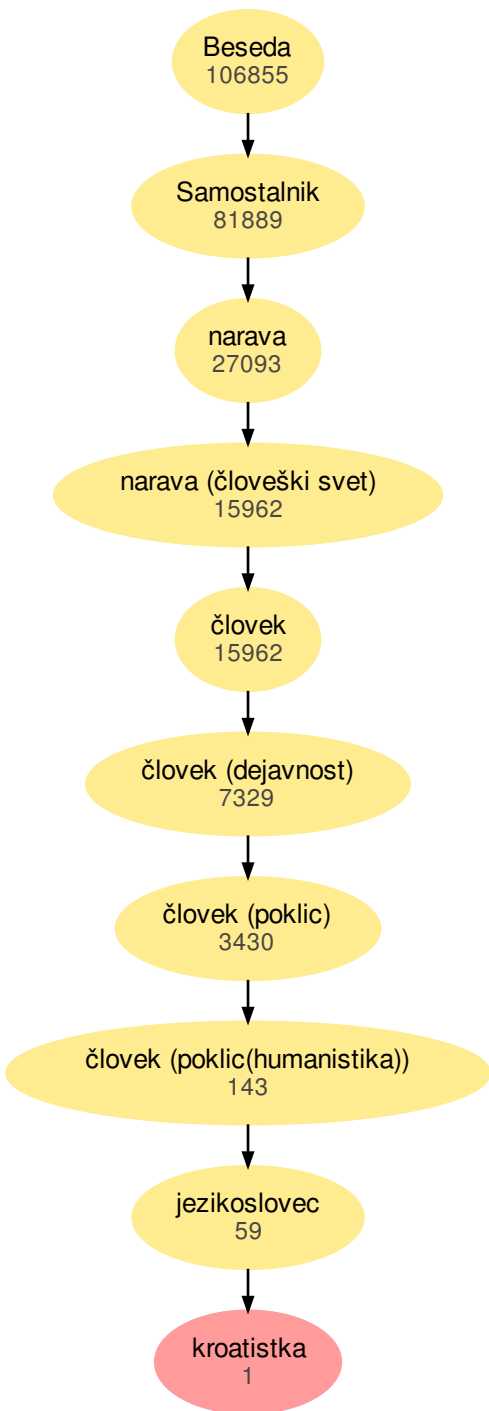 Beseda
106855
Samostalnik
81889
narava
27093
narava (človeški svet)
15962
človek
15962
človek (dejavnost)
7329
človek (poklic)
3430
človek (poklic(humanistika))
143
jezikoslovec
59
kroatistka
1